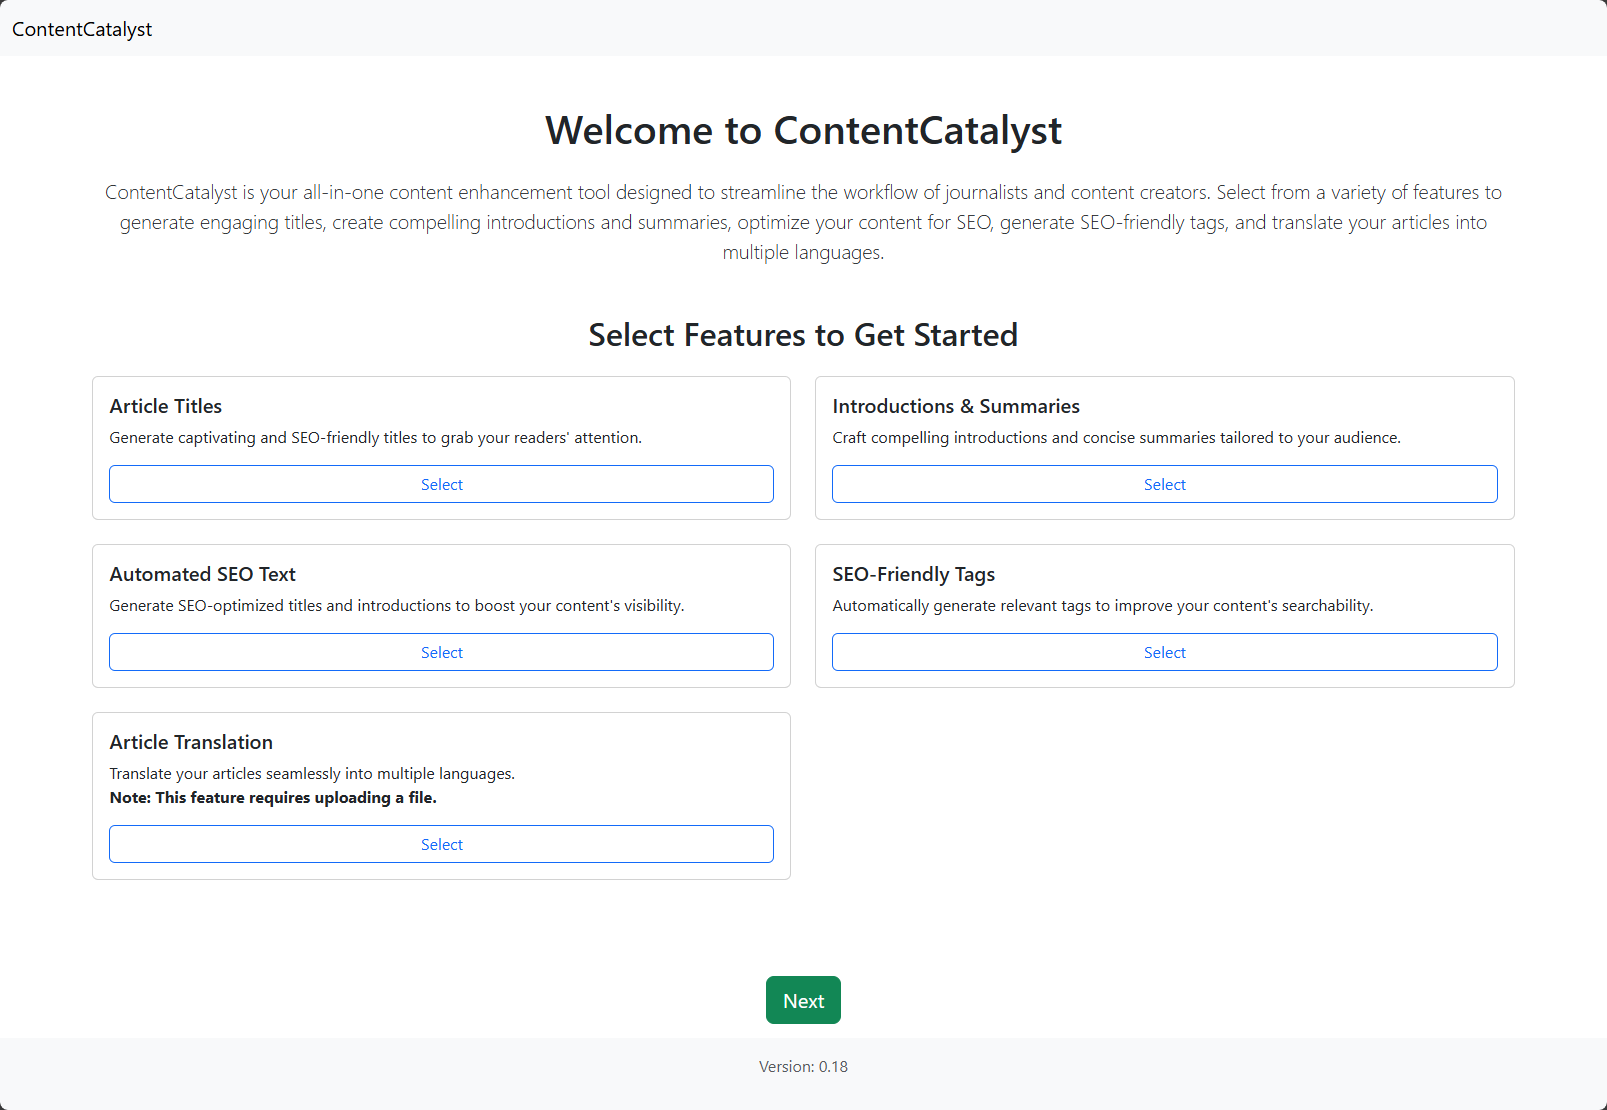 ContentCatalyst
Welcome to ContentCatalyst
ContentCatalyst is your all-in-one content enhancement tool designed to streamline the workflow of journalists and content creators. Select from a variety of features to
generate engaging titles, create compelling introductions and summaries, optimize your content for SEO, generate SEO-friendly tags, and translate your articles into
multiple languages.
Select Features to Get Started
Article Titles
Generate captivating and SEO-friendly titles to grab your readers' attention.
Select
Introductions & Summaries
Craft compelling introductions and concise summaries tailored to your audience.
Select
Automated SEO Text
Generate SEO-optimized titles and introductions to boost your content's visibility.
Select
SEO-Friendly Tags
Automatically generate relevant tags to improve your content's searchability.
Select
Article Translation
Translate your articles seamlessly into multiple languages.
Note: This feature requires uploading a file.
Select
Next
Version: 0.18